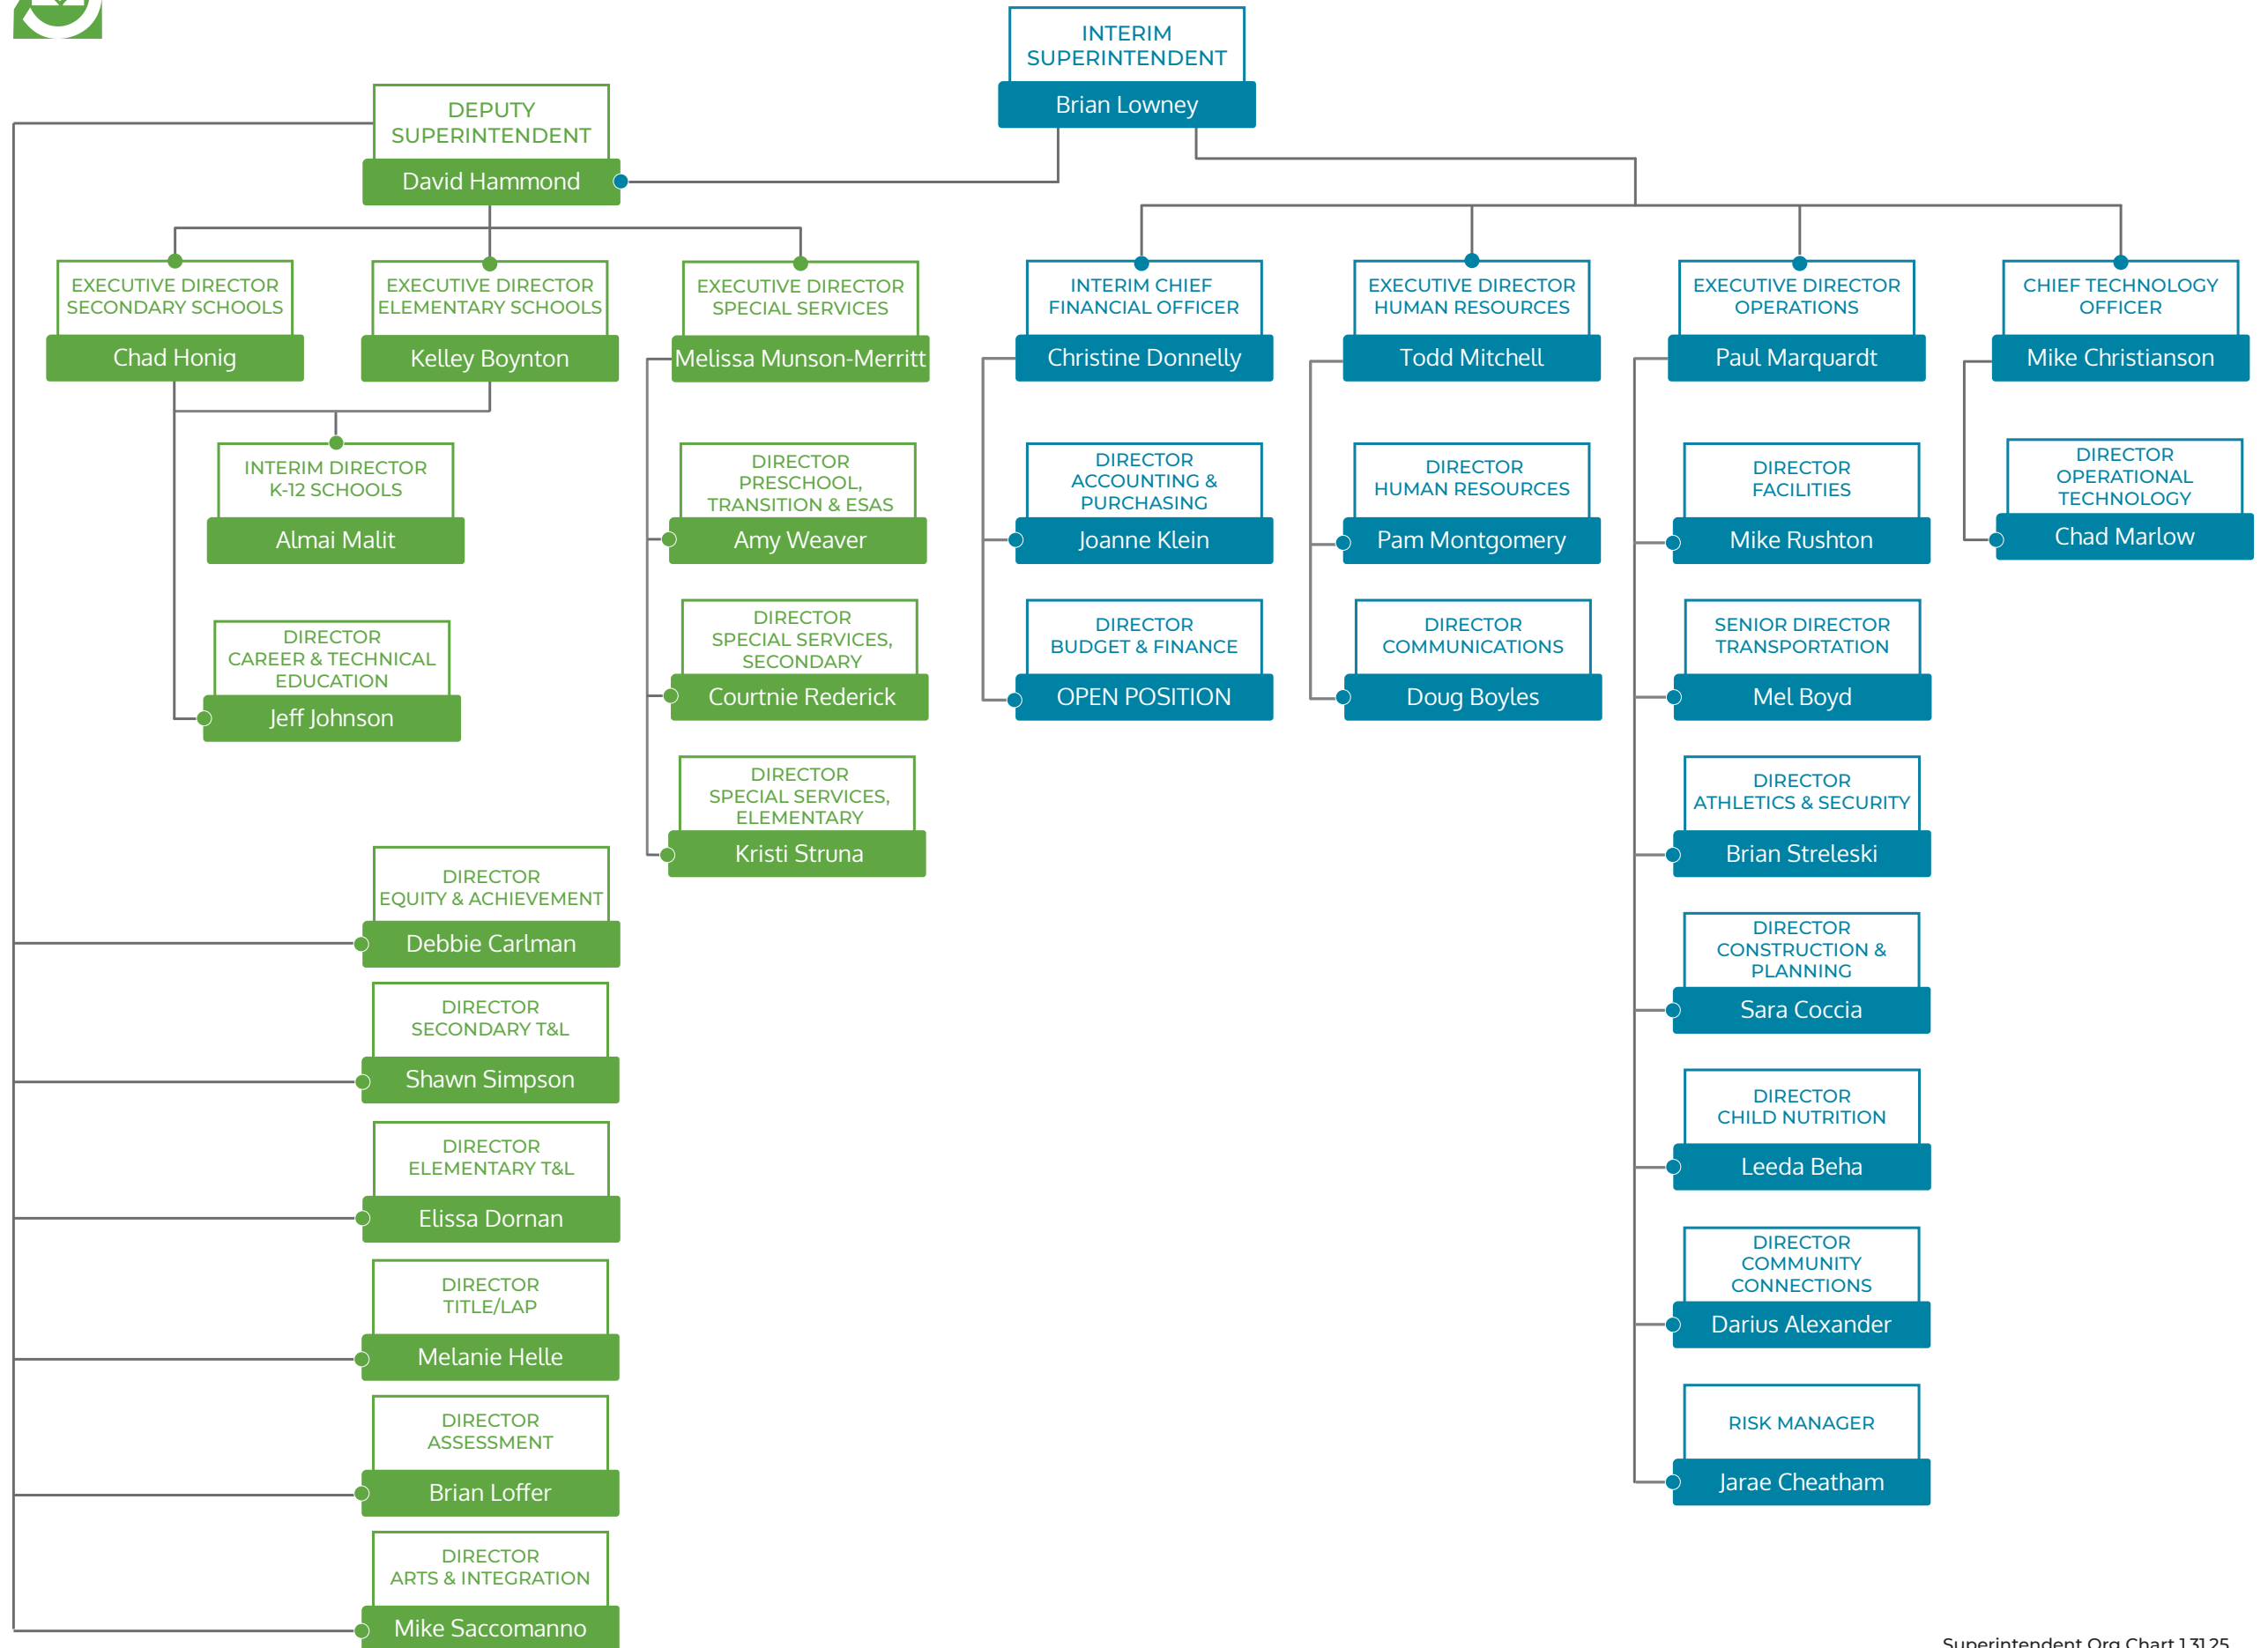 INTERIM
SUPERINTENDENT
Brian Lowney
DEPUTY
SUPERINTENDENT
David Hammond
EXECUTIVE DIRECTOR
SECONDARY SCHOOLS
Chad Honig
EXECUTIVE DIRECTOR
ELEMENTARY SCHOOLS
Kelley Boynton
EXECUTIVE DIRECTOR
SPECIAL SERVICES
Melissa Munson-Merritt
INTERIM CHIEF
FINANCIAL OFFICER
Christine Donnelly
EXECUTIVE DIRECTOR
HUMAN RESOURCES
Todd Mitchell
EXECUTIVE DIRECTOR
OPERATIONS
Paul Marquardt
CHIEF TECHNOLOGY
OFFICER
Mike Christianson
INTERIM DIRECTOR
K-12 SCHOOLS
Almai Malit
DIRECTOR
CAREER & TECHNICAL
EDUCATION
Jeff Johnson
DIRECTOR
PRESCHOOL,
TRANSITION & ESAS
Amy Weaver
DIRECTOR
SPECIAL SERVICES,
SECONDARY
Courtnie Rederick
DIRECTOR
SPECIAL SERVICES,
ELEMENTARY
Kristi Struna
DIRECTOR
ACCOUNTING &
PURCHASING
Joanne Klein
DIRECTOR
BUDGET & FINANCE
OPEN POSITION
DIRECTOR
HUMAN RESOURCES
Pam Montgomery
DIRECTOR
COMMUNICATIONS
Doug Boyles
DIRECTOR
FACILITIES
Mike Rushton
SENIOR DIRECTOR
TRANSPORTATION
Mel Boyd
DIRECTOR
ATHLETICS & SECURITY
Brian Streleski
DIRECTOR
CONSTRUCTION &
PLANNING
Sara Coccia
DIRECTOR
CHILD NUTRITION
Leeda Beha
DIRECTOR
COMMUNITY
CONNECTIONS
Darius Alexander
RISK MANAGER
Jarae Cheatham
DIRECTOR
OPERATIONAL
TECHNOLOGY
Chad Marlow
DIRECTOR
EQUITY & ACHIEVEMENT
Debbie Carlman
DIRECTOR
SECONDARY T&L
Shawn Simpson
DIRECTOR
ELEMENTARY T&L
Elissa Dornan
DIRECTOR
TITLE/LAP
Melanie Helle
DIRECTOR
ASSESSMENT
Brian Loffer
DIRECTOR
ARTS & INTEGRATION
Mike Saccomanno
Superintendent Org Chart 1.31.25